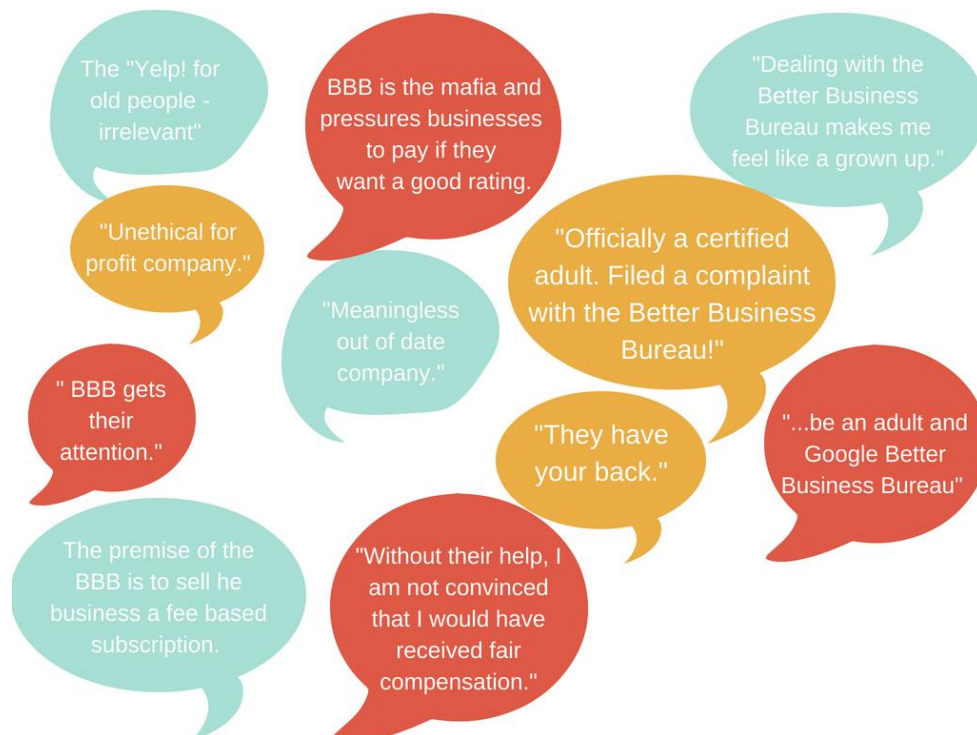 The "Yelp! for
old people -
irrelevant"
BBB is the mafia and
pressures businesses
to pay if they
want a good rating.
"Dealing with the
Better Business
Bureau makes me
feel like a grown up."
"Unethical for
profit company."
"Officially a certified
adult. Filed a complaint
with the Better Business
Bureau!"
"Meaningless
out of date
company."
" BBB gets
their
attention."
"They have
your back."
"...be an adult and
Google Better
Business Bureau"
The premise of the
BBB is to sell he
business a fee based
subscription.
"Without their help, I
am not convinced
that I would have
received fair
compensation."